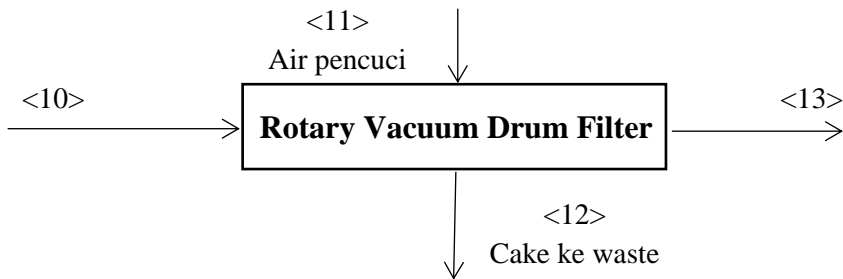 <11>
Air pencuci
<10>
Rotary Vacuum Drum Filter
<13>
<12>
Cake ke waste